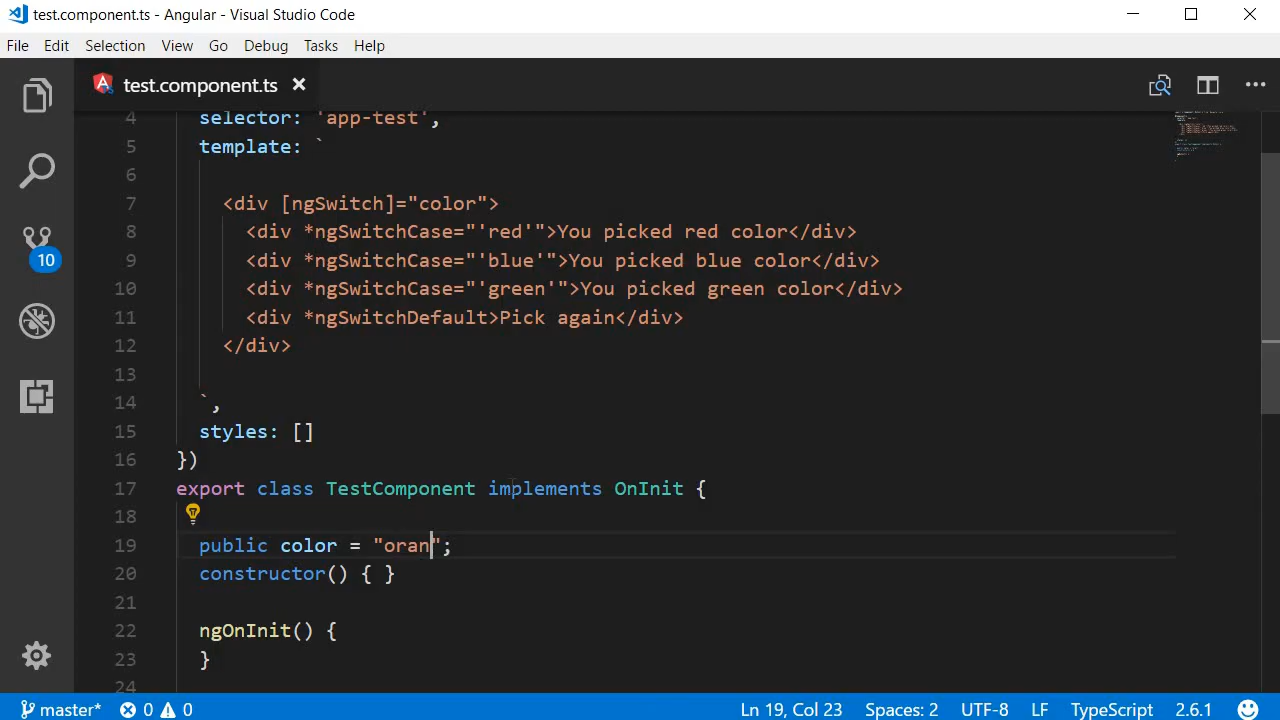 test.component.ts - Angular - Visual Studio Code
File Edit Selection View Go Debug Tasks Help
test.component.ts
4 selector: 'app-test',
5 template: `
6
7 <div [ngSwitch]="color">
8 <div *ngSwitchCase="'red'">You picked red color</div>
9 <div *ngSwitchCase="'blue'">You picked blue color</div>
10 <div *ngSwitchCase="'green'">You picked green color</div>
11 <div *ngSwitchDefault>Pick again</div>
12 </div>
13
14 `,
15 styles: []
16 })
17 export class TestComponent implements OnInit {
18
19 public color = "oran";
20 constructor() { }
21
22 ngOnInit() {
23 }
24
10
master* 0 0 Ln 19, Col 23 Spaces: 2 UTF-8 LF TypeScript 2.6.1